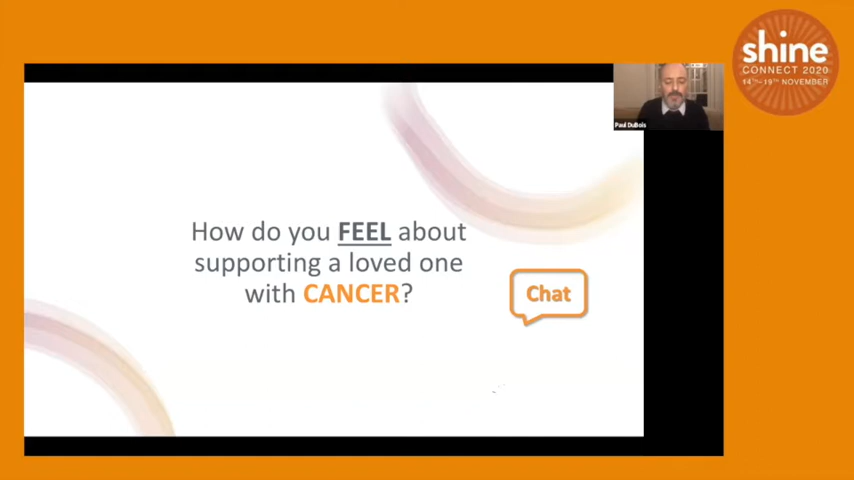 shine
CONNECT 2020
14TH-19TH NOVEMBER
Paul DuBois
How do you FEEL about
supporting a loved one
with CANCER?
Chat